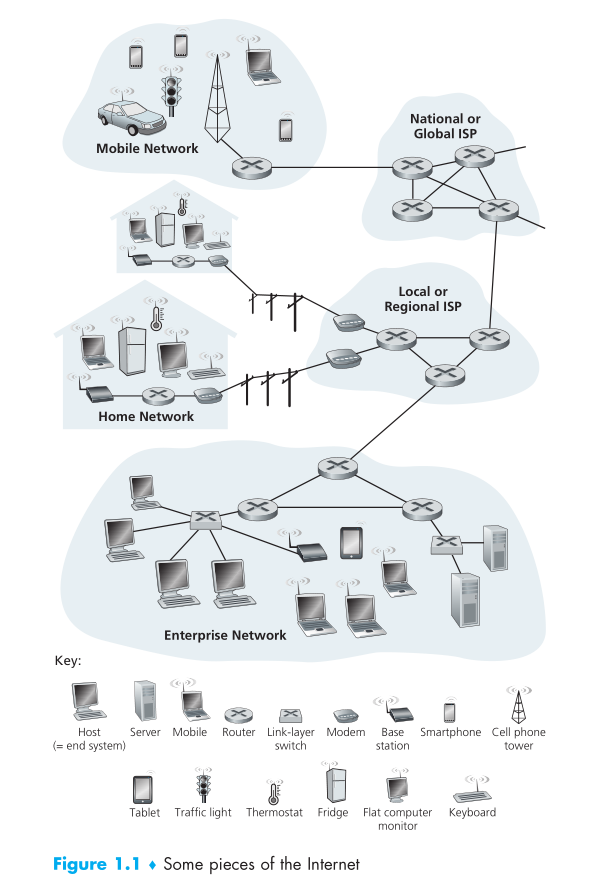 National or
Global ISP
Mobile Network
Local or
Regional ISP
Home Network
Enterprise Network
Key:
Host
(= end system)
Server
Mobile
Router
Link-layer
switch
Modem
Base
station
Smartphone
Cell phone
tower
Tablet
Traffic light
Thermostat
Fridge
Flat computer
monitor
Keyboard
Figure 1.1 ♦ Some pieces of the Internet